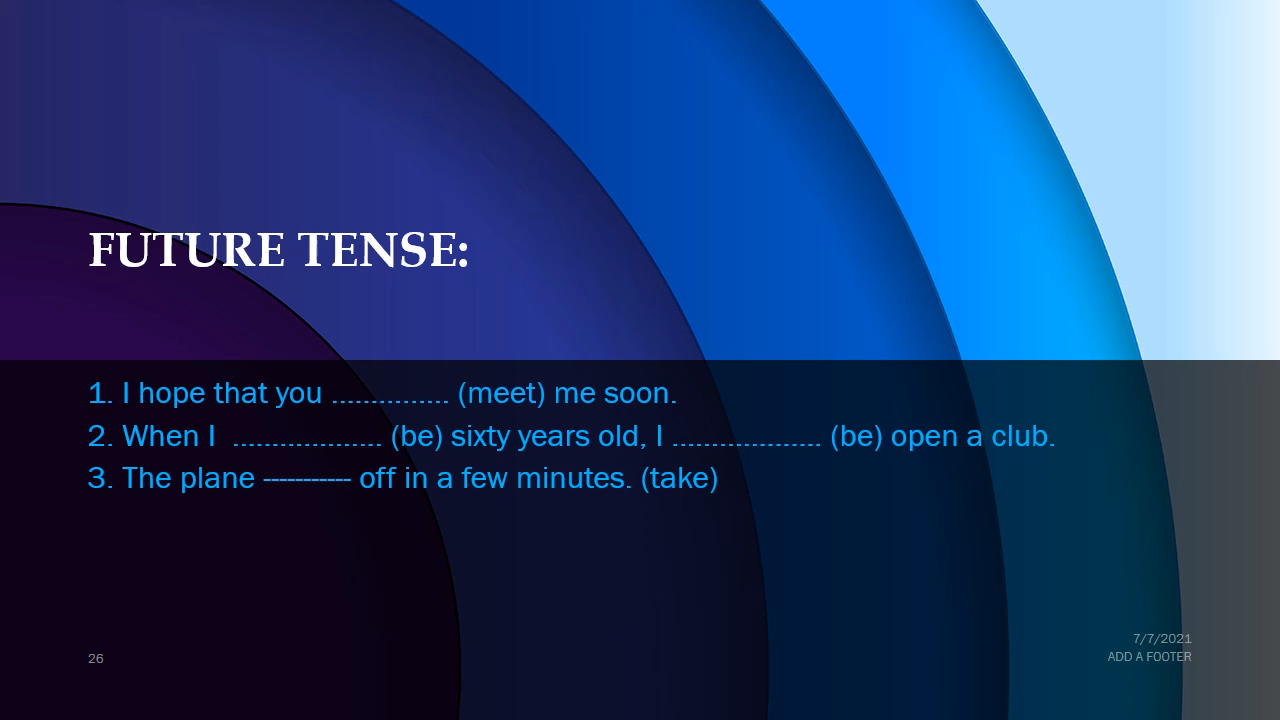 FUTURE TENSE:
1. I hope that you ............... (meet) me soon.
2. When I ................... (be) sixty years old, I ................... (be) open a club.
3. The plane ----------- off in a few minutes. (take)
26
7/7/2021
ADD A FOOTER